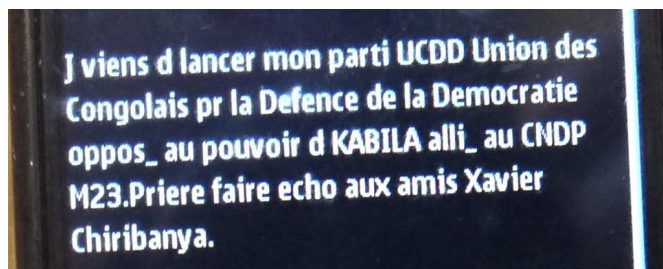 J viens d lancer mon parti UCDD Union des
Congolais pr la Defence de la Democratie
oppos_ au pouvoir d KABILA alli_ au CNDP
M23.Priere faire echo aux amis Xavier
Chiribanya.